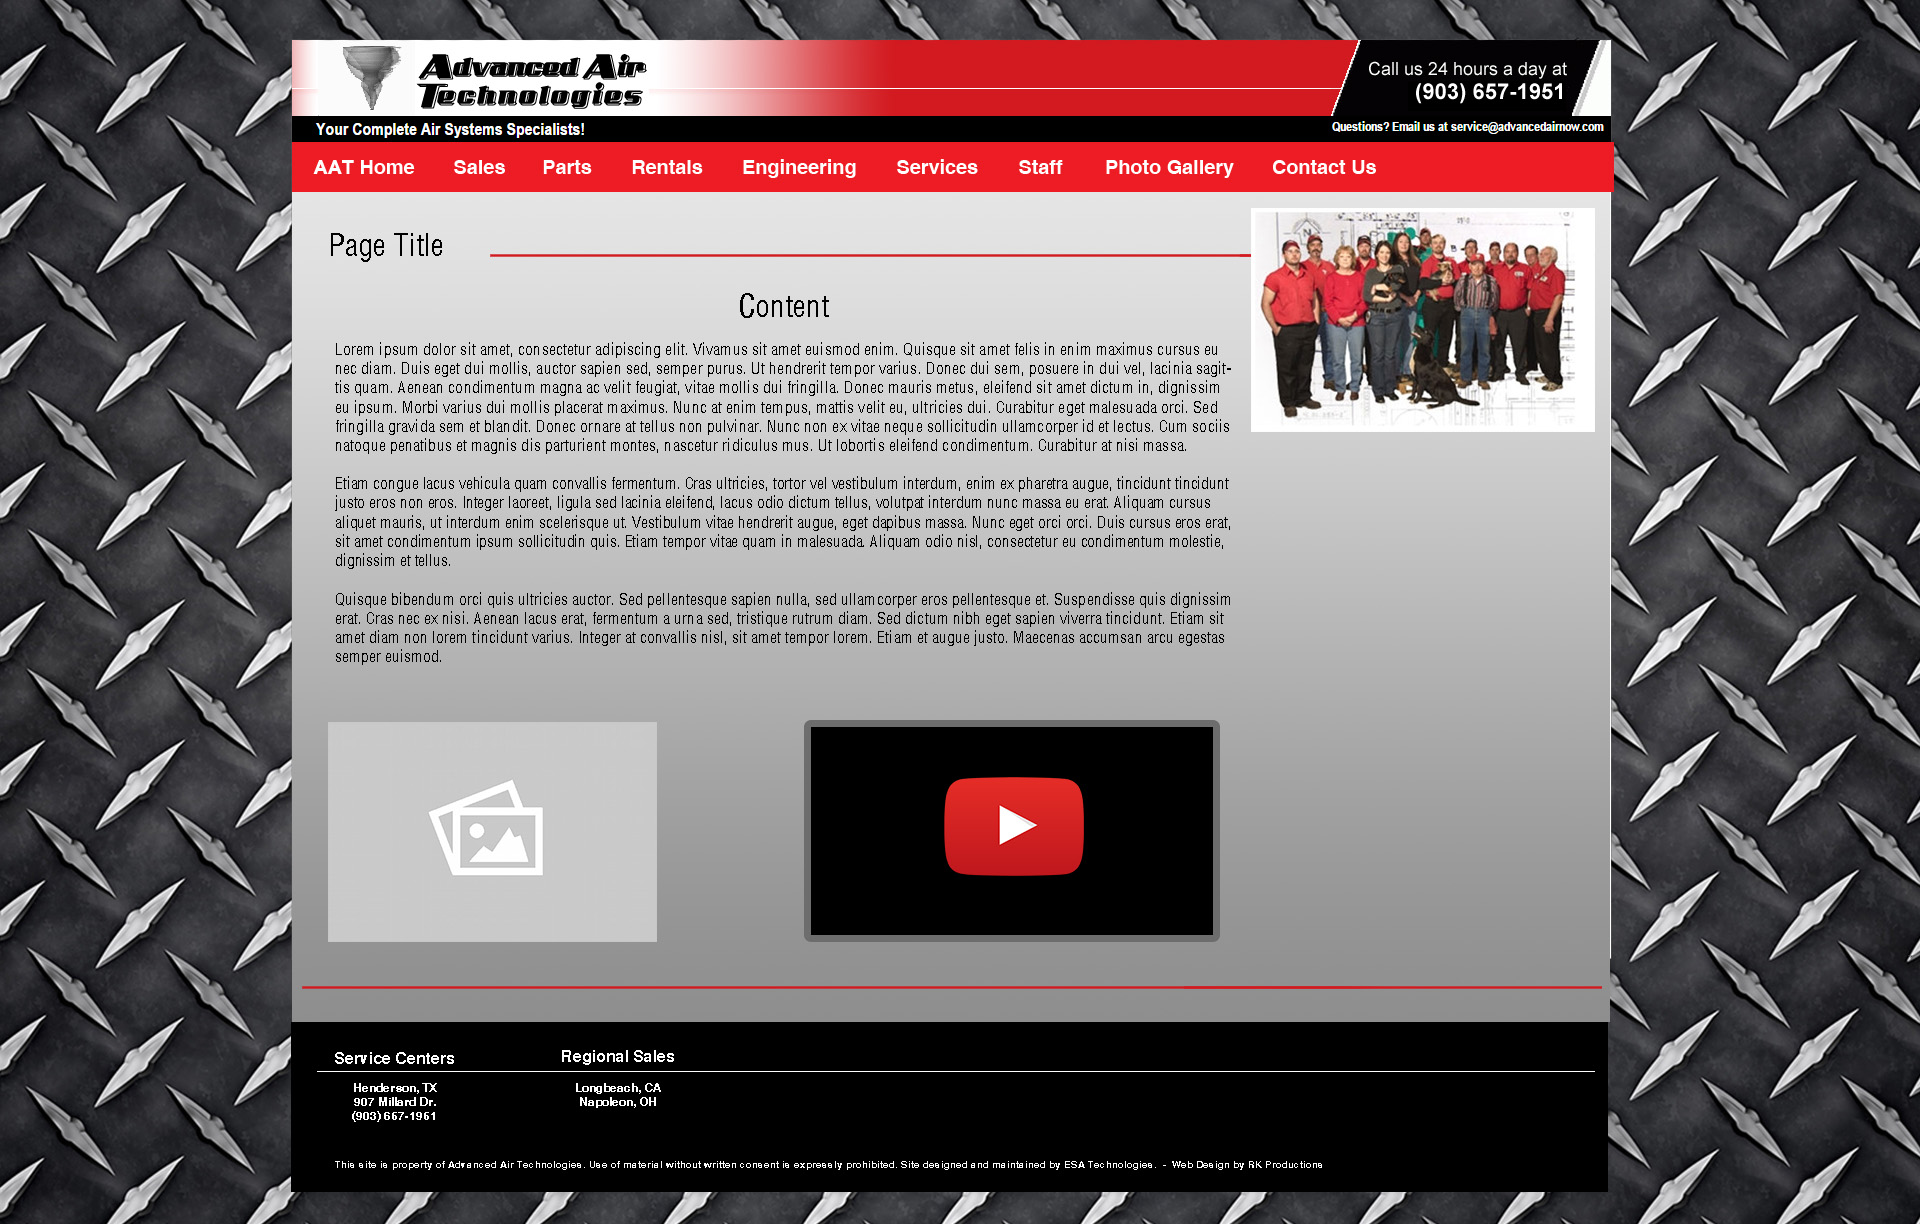 Advanced Air
Technologies
Call us 24 hours a day at
(903) 657-1951
Your Complete Air Systems Specialists!
Questions? Email us at service@advancedairnow.com
AAT Home Sales Parts Rentals Engineering Services Staff Photo Gallery Contact Us
Page Title
Content
Lorem ipsum dolor sit amet, consectetur adipiscing elit. Vivamus sit amet euismod enim. Quisque sit amet felis in enim maximus cursus eu
nec diam. Duis eget dui mollis, auctor sapien sed, semper purus. Ut hendrerit tempor varius. Donec dui sem, posuere in dui vel, lacinia sagit-
tis quam. Aenean condimentum magna ac velit feugiat, vitae mollis dui fringilla. Donec mauris metus, eleifend sit amet dictum in, dignissim
eu ipsum. Morbi varius dui mollis placerat maximus. Nunc at enim tempus, mattis velit eu, ultricies dui. Curabitur eget malesuada orci. Sed
fringilla gravida sem et blandit. Donec ornare at tellus non pulvinar. Nunc non ex vitae neque sollicitudin ullamcorper id et lectus. Cum sociis
natoque penatibus et magnis dis parturient montes, nascetur ridiculus mus. Ut lobortis eleifend condimentum. Curabitur at nisi massa.
Etiam congue lacus vehicula quam convallis fermentum. Cras ultricies, tortor vel vestibulum interdum, enim ex pharetra augue, tincidunt tincidunt
justo eros non eros. Integer laoreet, ligula sed lacinia eleifend, lacus odio dictum tellus, volutpat interdum nunc massa eu erat. Aliquam cursus
aliquet mauris, ut interdum enim scelerisque ut. Vestibulum vitae hendrerit augue, eget dapibus massa. Nunc eget orci orci. Duis cursus eros erat,
sit amet condimentum ipsum sollicitudin quis. Etiam tempor vitae quam in malesuada. Aliquam odio nisl, consectetur eu condimentum molestie,
dignissim et tellus.
Quisque bibendum orci quis ultricies auctor. Sed pellentesque sapien nulla, sed ullamcorper eros pellentesque et. Suspendisse quis dignissim
erat. Cras nec ex nisi. Aenean lacus erat, fermentum a urna sed, tristique rutrum diam. Sed dictum nibh eget sapien viverra tincidunt. Etiam sit
amet diam non lorem tincidunt varius. Integer at convallis nisl, sit amet tempor lorem. Etiam et augue justo. Maecenas accumsan arcu egestas
semper euismod.
Service Centers
Henderson, TX
907 Millard Dr.
(903) 657-1951
Regional Sales
Longbeach, CA
Napoleon, OH
This site is property of Advanced Air Technologies. Use of material without written consent is expressly prohibited. Site designed and maintained by ESA Technologies. - Web Design by RK Productions